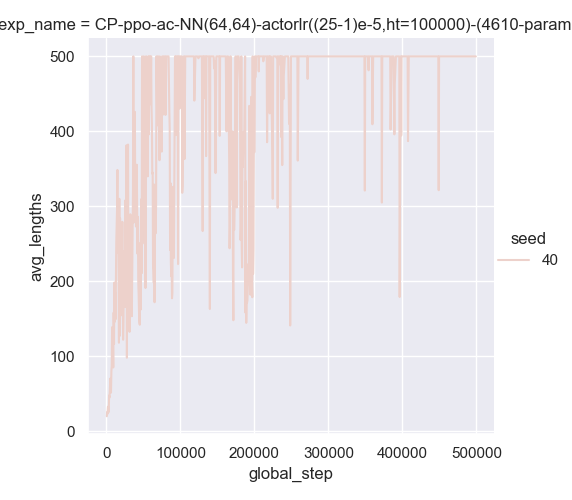 exp_name = CP-ppo-ac-NN(64,64)-actorlr((25-1)e-5,ht=100000)-(4610-param
500
400
300
200
100
0
avg_lengths
seed
40
0 100000 200000 300000 400000 500000
global_step